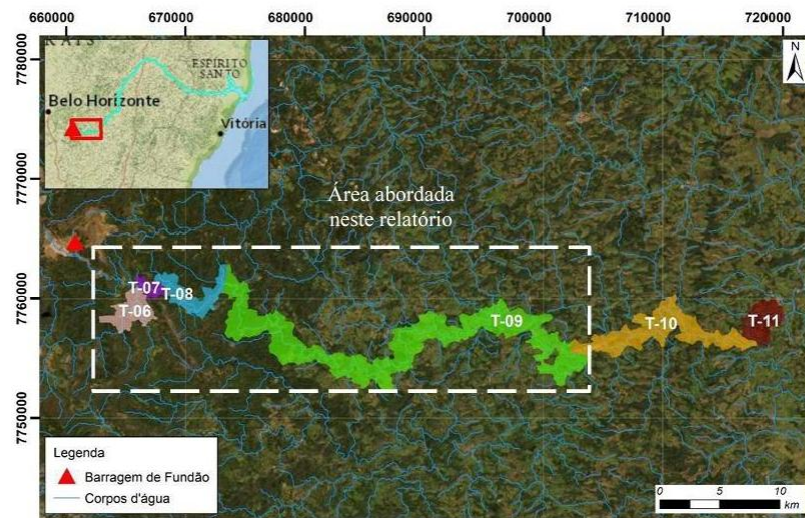 660000 670000 680000 690000 700000 710000 720000
7780000
7770000
7760000
7750000
RAIS
ESPÍRITO
SANTO
Belo Horizonte
Vitória
N
Área abordada
neste relatório
T-07
T-08
T-06
T-09
T-10
T-11
Legenda
Barragem de Fundão
Corpos d'água
0 5 10
km